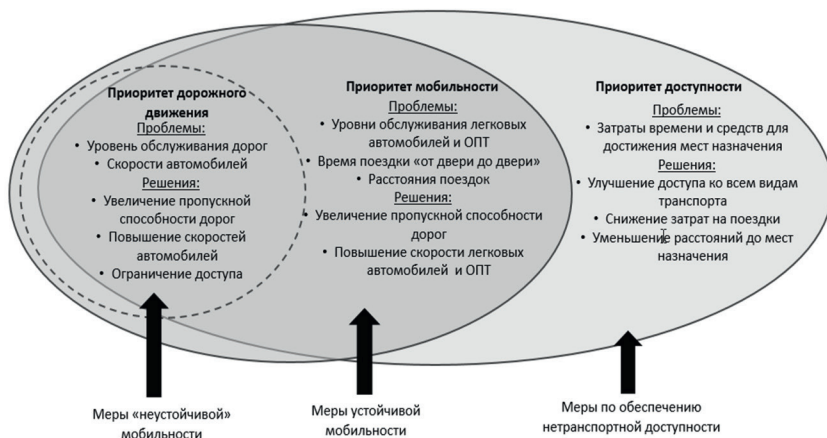 Приоритет дорожного
движения
Проблемы:
• Уровень обслуживания дорог
• Скорости автомобилей
Решения:
• Увеличение пропускной
способности дорог
• Повышение скоростей
автомобилей
• Ограничение доступа
Приоритет мобильности
Проблемы:
• Уровни обслуживания легковых
автомобилей и ОПТ
• Время поездки «от двери до двери»
• Расстояния поездок
Решения:
• Увеличение пропускной способности
дорог
• Повышение скорости легковых
автомобилей и ОПТ
Приоритет доступности
Проблемы:
• Затраты времени и средств для
достижения мест назначения
Решения:
• Улучшение доступа ко всем видам
транспорта
• Снижение затрат на поездки
• Уменьшение расстояний до мест
назначения
Меры «неустойчивой»
мобильности
Меры устойчивой
мобильности
Меры по обеспечению
нетранспортной доступности